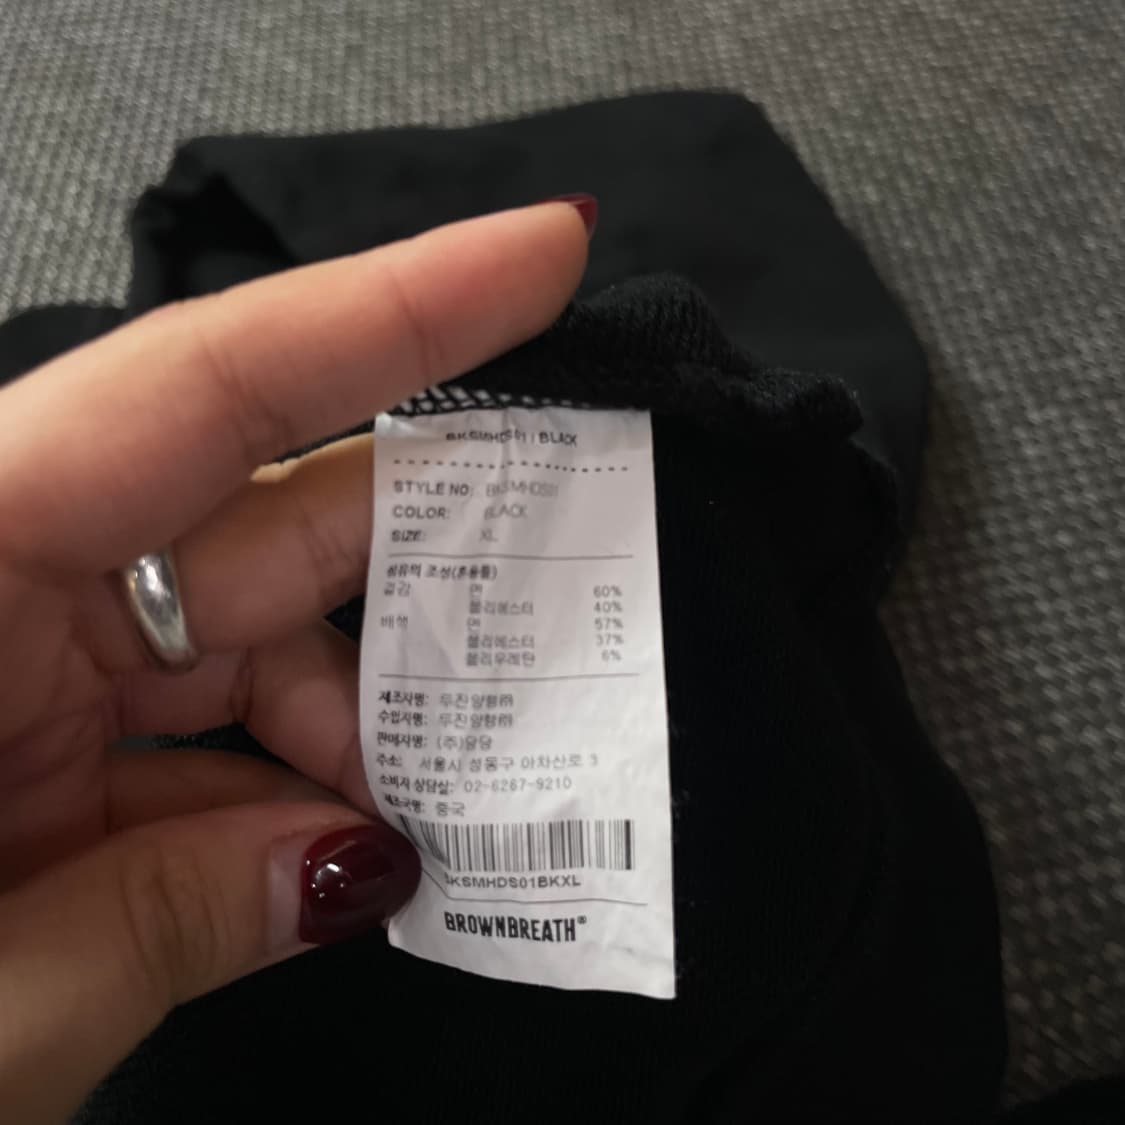 BKSMHDS01 / BLACK
STYLE NO: BKSMHDS01
COLOR: BLACK
SIZE: XL
섬유의 조성(혼용률)
겉감 면 60%
폴리에스터 40%
배색 면 57%
폴리에스터 37%
폴리우레탄 6%
제조자명: 두진양행㈜
수입자명: 두진양행㈜
판매자명: (주)당당
주소: 서울시 성동구 아차산로 3
소비자 상담실: 02-6267-9210
제조국명: 중국
BKSMHDS01BKXL
BROWNBREATH®